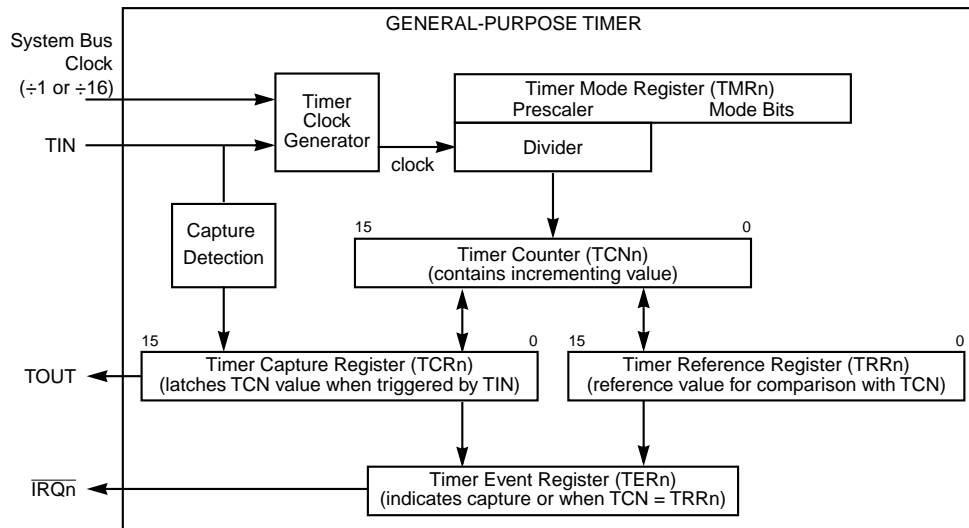 GENERAL-PURPOSE TIMER
System Bus
Clock
(÷1 or ÷16)
TIN
Timer
Clock
Generator
clock
Timer Mode Register (TMRn)
Prescaler Mode Bits
Divider
Capture
Detection
15 0
Timer Counter (TCNn)
(contains incrementing value)
15 0
Timer Capture Register (TCRn)
(latches TCN value when triggered by TIN)
TOUT
15 0
Timer Reference Register (TRRn)
(reference value for comparison with TCN)
Timer Event Register (TERn)
(indicates capture or when TCN = TRRn)
IRQn